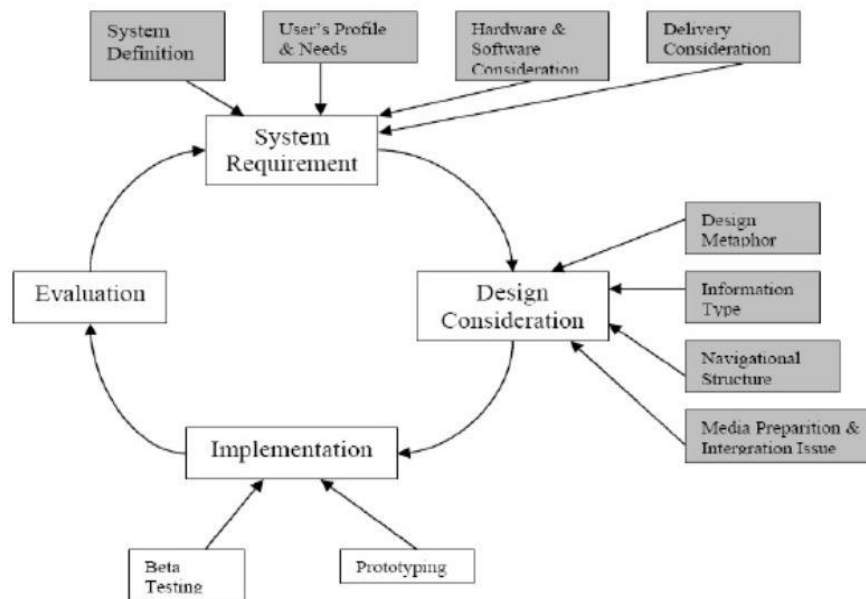 System
Definition
User's Profile
& Needs
Hardware &
Software
Consideration
Delivery
Consideration
System
Requirement
Design
Metaphor
Evaluation
Design
Consideration
Information
Type
Navigational
Structure
Media Preparition &
Intergration Issue
Implementation
Beta
Testing
Prototyping